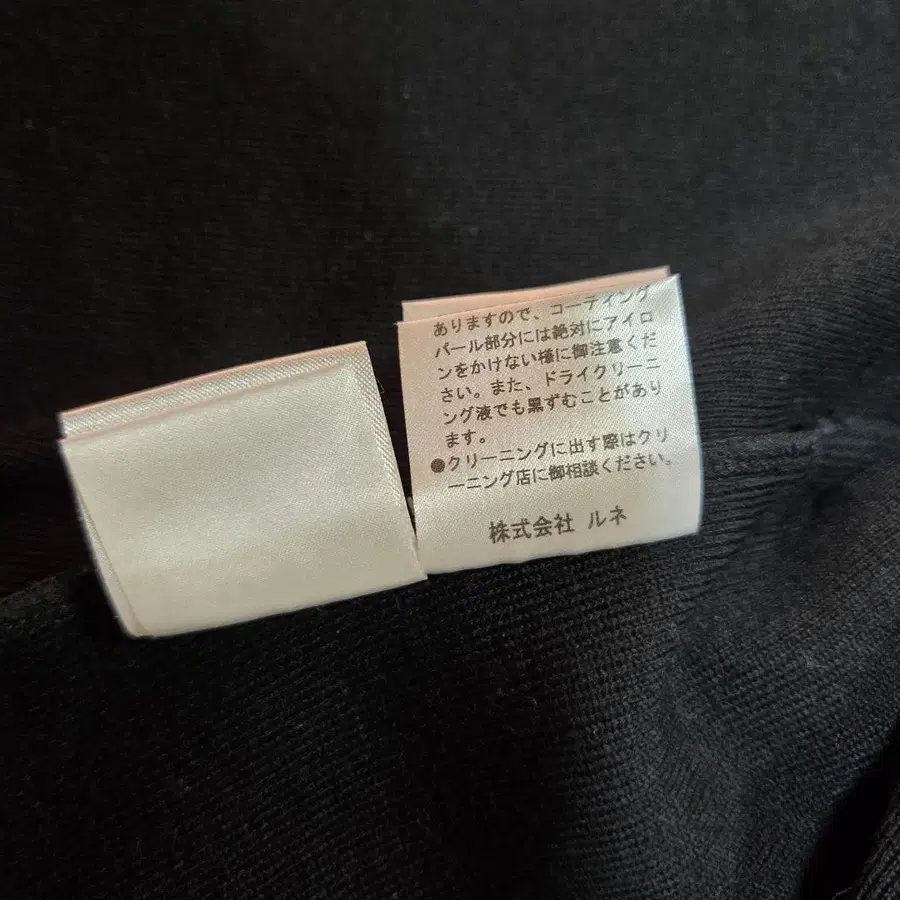 ありますので、コーティング
パール部分には絶対にアイロ
ンをかけない様に御注意くだ
さい。また、ドライクリーニ
ング液でも黒ずむことがあり
ます。
●クリーニングに出す際はクリ
ーニング店に御相談ください。
株式会社 ルネ